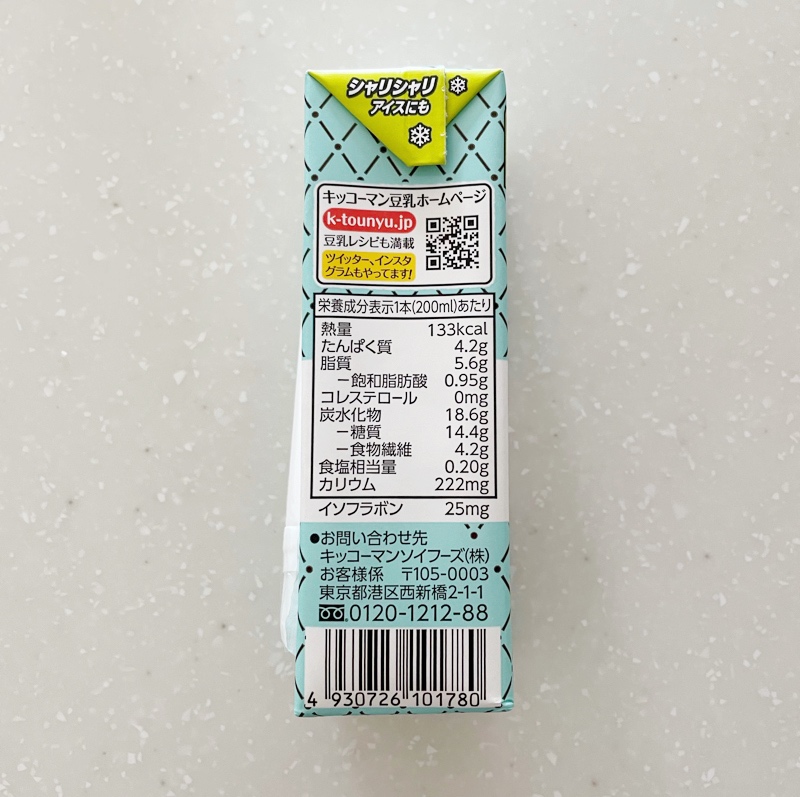 シャリシャリ
アイスにも
キッコーマン豆乳ホームページ
k-tounyu.jp
豆乳レシピも満載
ツイッター、インスタ
グラムもやってます!
栄養成分表示1本(200ml)あたり
熱量 133kcal
たんぱく質 4.2g
脂質 5.6g
－飽和脂肪酸 0.95g
コレステロール 0mg
炭水化物 18.6g
－糖質 14.4g
－食物繊維 4.2g
食塩相当量 0.20g
カリウム 222mg
イソフラボン 25mg
●お問い合わせ先
キッコーマンソイフーズ(株)
お客様係 〒105-0003
東京都港区西新橋2-1-1
0120-1212-88
4 930726 101780